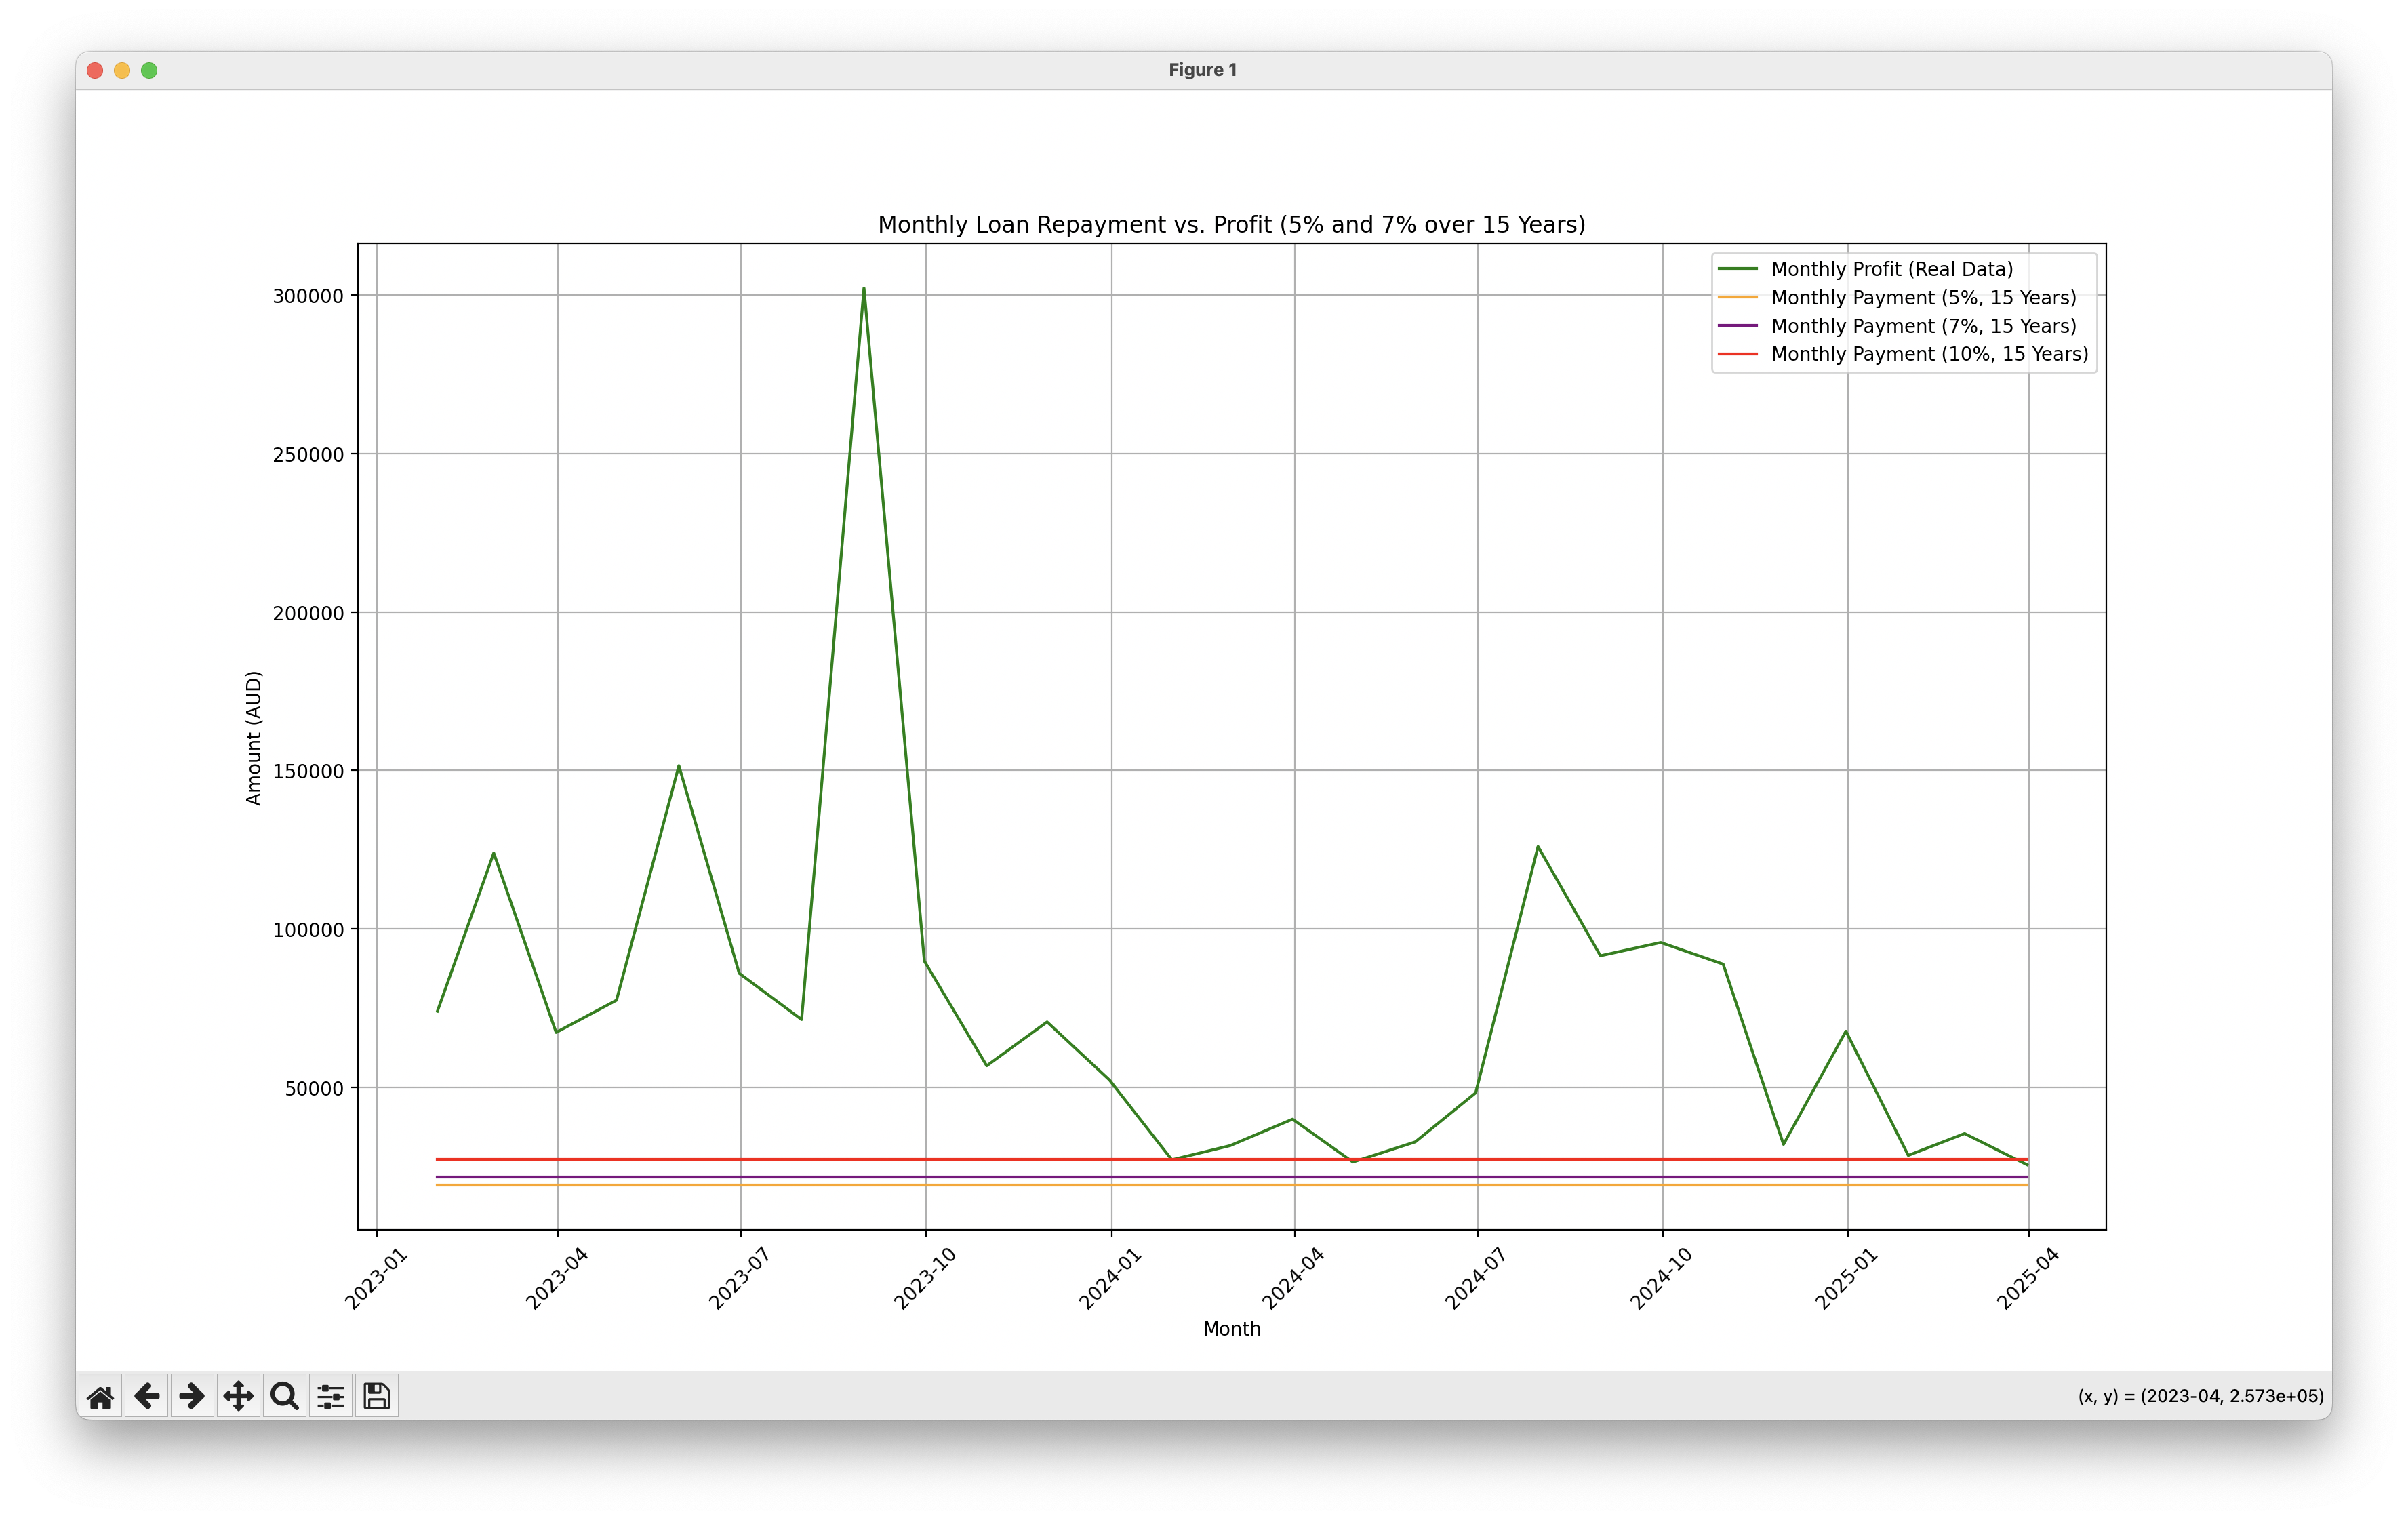 Figure 1
Monthly Loan Repayment vs. Profit (5% and 7% over 15 Years)
Monthly Profit (Real Data)
Monthly Payment (5%, 15 Years)
Monthly Payment (7%, 15 Years)
Monthly Payment (10%, 15 Years)
300000
250000
200000
150000
100000
50000
Amount (AUD)
2023-01
2023-04
2023-07
2023-10
2024-01
2024-04
2024-07
2024-10
2025-01
2025-04
Month
(x, y) = (2023-04, 2.573e+05)